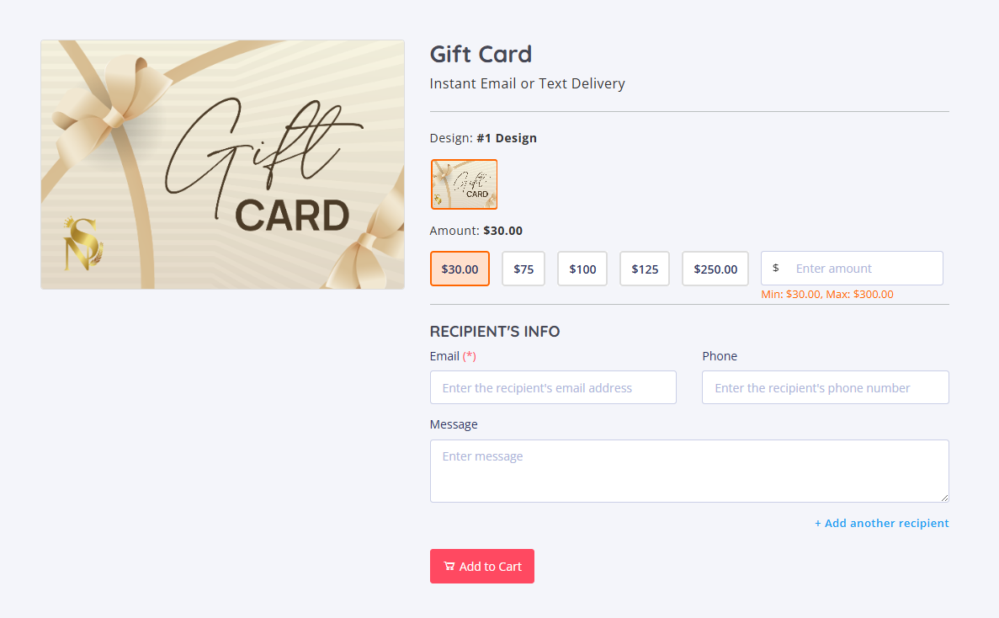 Gift
CARD
Gift Card
Instant Email or Text Delivery
Design: #1 Design
Gift
CARD
Amount: $30.00
$30.00 $75 $100 $125 $250.00 $ Enter amount
Min: $30.00, Max: $300.00
RECIPIENT'S INFO
Email (*) Phone
Enter the recipient's email address Enter the recipient's phone number
Message
Enter message
+ Add another recipient
Add to Cart